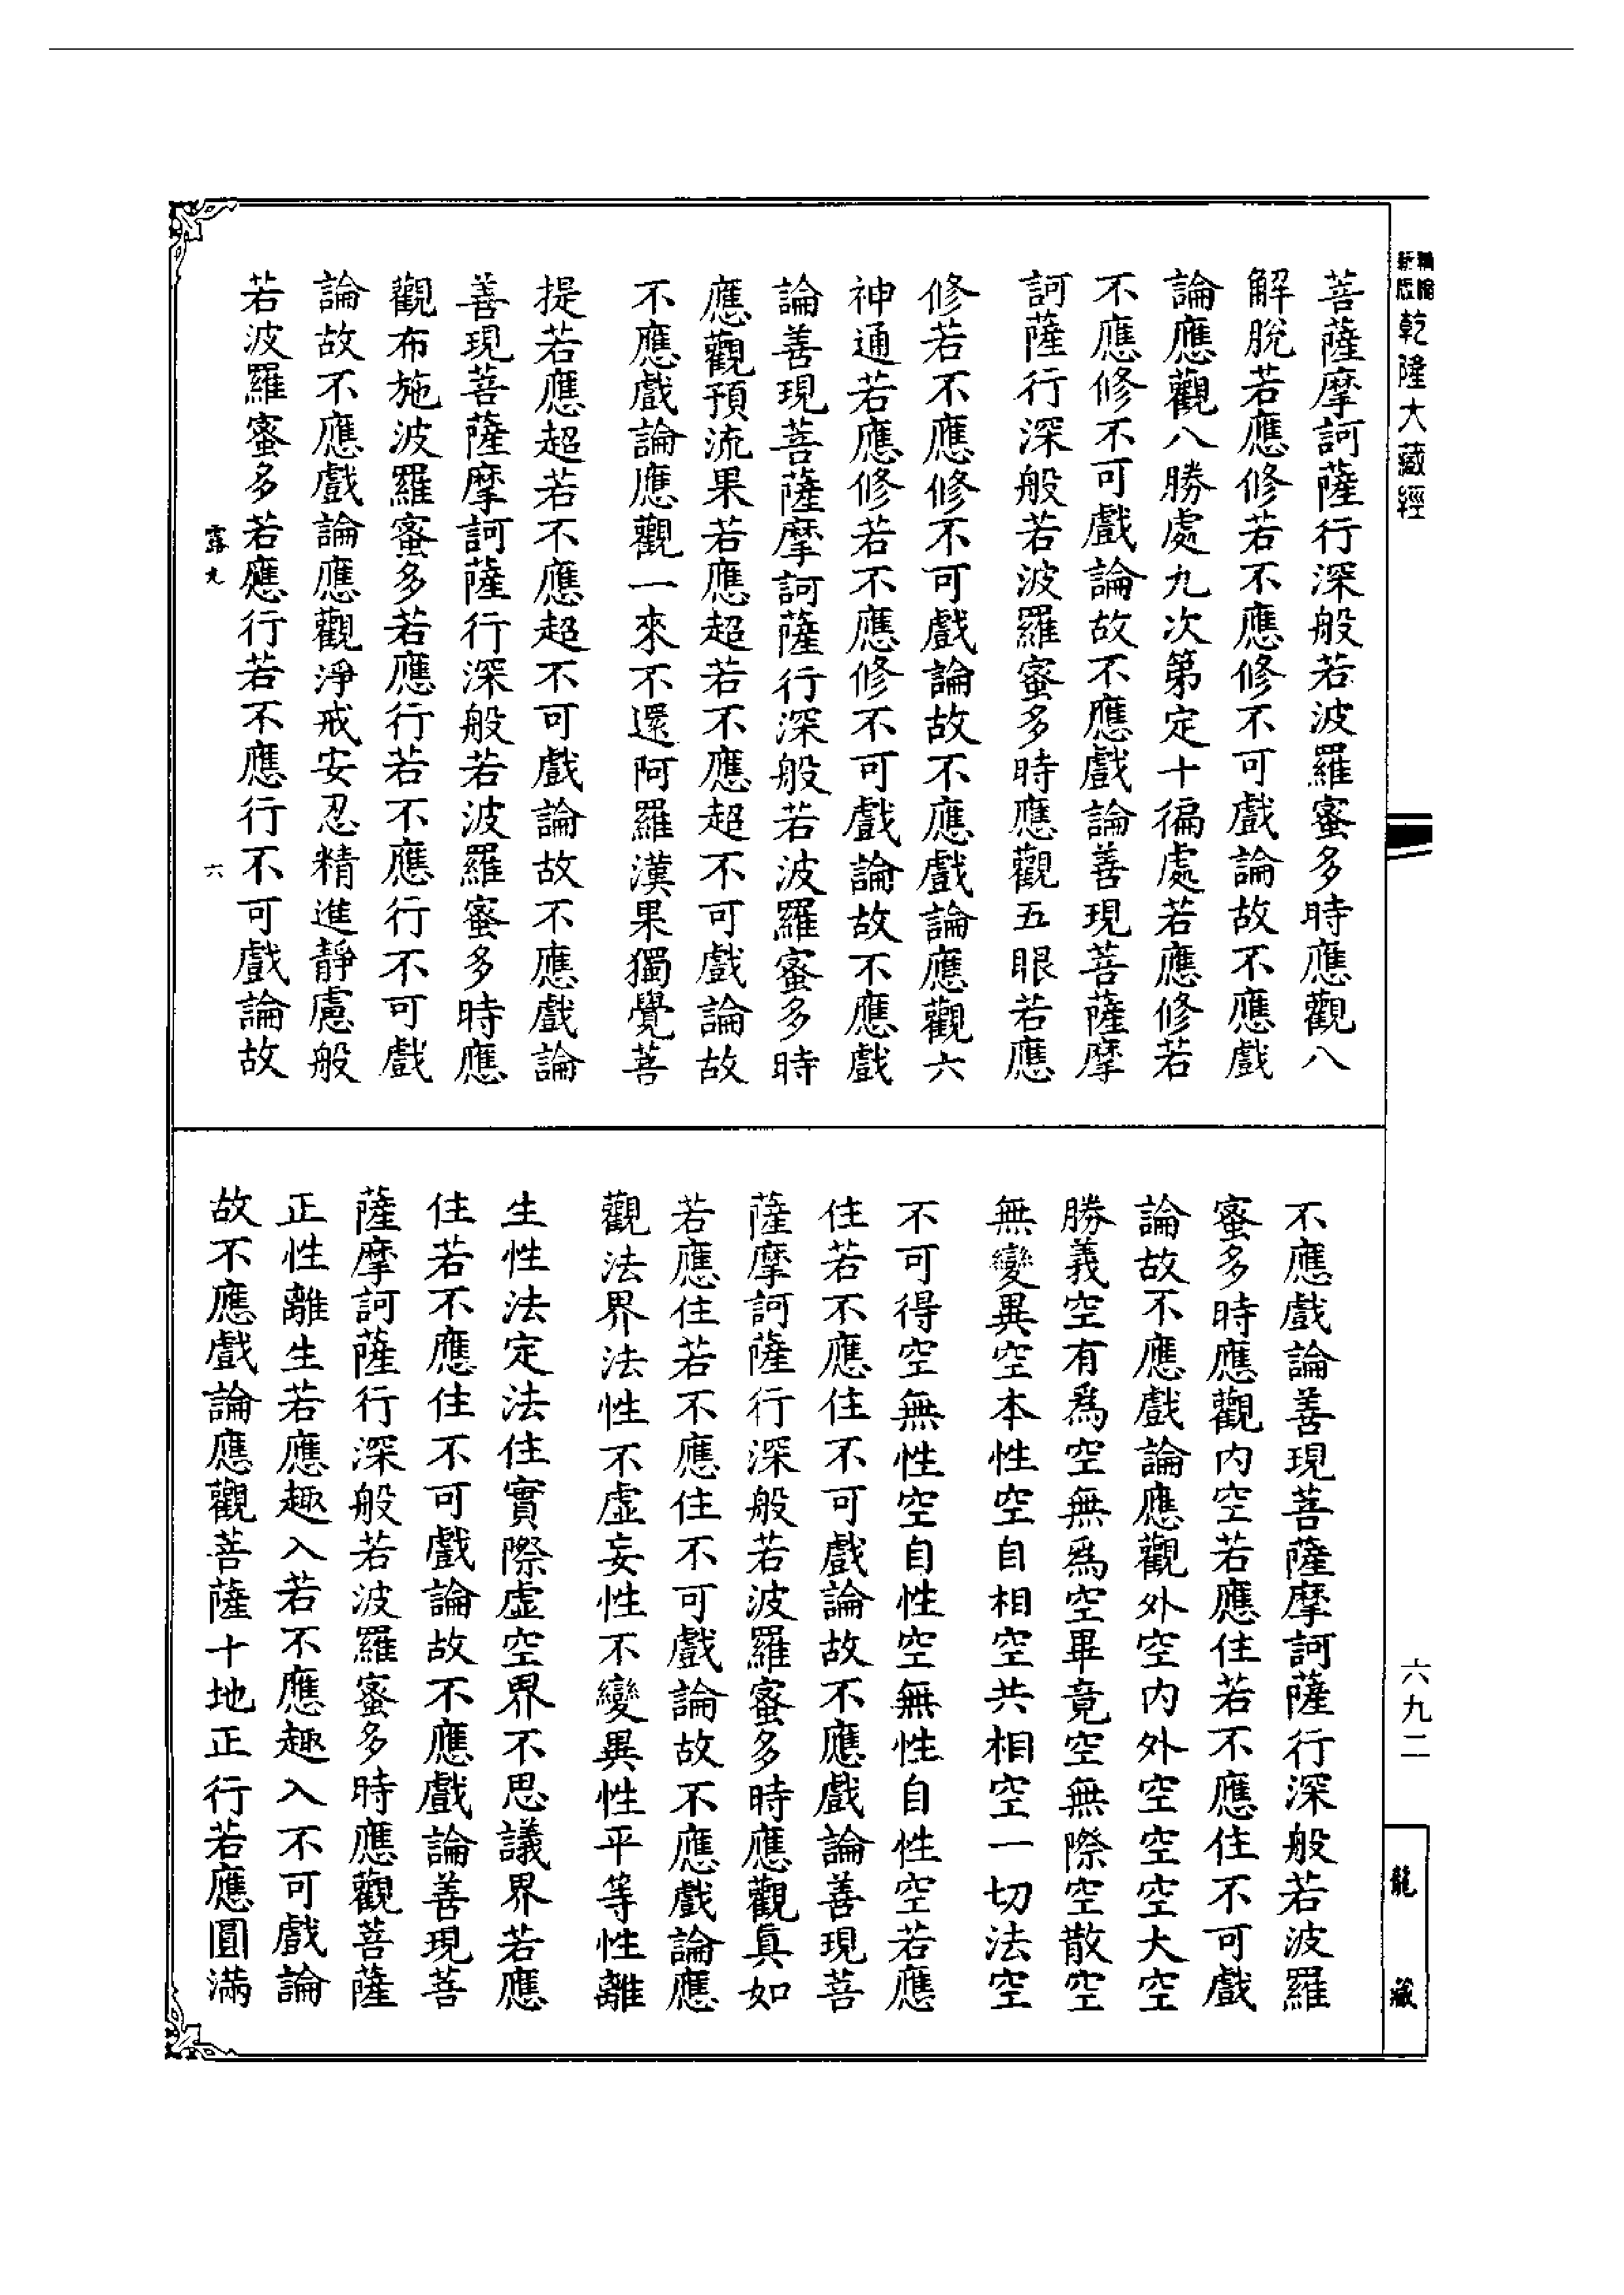 乾隆大藏經
菩薩摩訶薩行深般若波羅蜜多時應觀八
解脫若應修若不應修不可戲論故不應戲
論應觀八勝處九次第定十徧處若應修若
不應修不可戲論故不應戲論善現菩薩摩
訶薩行深般若波羅蜜多時應觀五眼若應
修若不應修不可戲論故不應戲論應觀六
神通若應修若不應修不可戲論故不應戲
論善現菩薩摩訶薩行深般若波羅蜜多時
應觀預流果若應超若不應超不可戲論故
不應戲論應觀一來不還阿羅漢果獨覺菩
提若應超若不應超不可戲論故不應戲論
善現菩薩摩訶薩行深般若波羅蜜多時應
觀布施波羅蜜多若應行若不應行不可戲
論故不應戲論應觀淨戒安忍精進靜慮般
若波羅蜜多若應行若不應行不可戲論故
露九
六
不應戲論善現菩薩摩訶薩行深般若波羅
蜜多時應觀內空若應住若不應住不可戲
論故不應戲論應觀外空內外空空空大空
勝義空有爲空無爲空畢竟空無際空散空
無變異空本性空自相空共相空一切法空
不可得空無性空自性空無性自性空若應
住若不應住不可戲論故不應戲論善現菩
薩摩訶薩行深般若波羅蜜多時應觀真如
若應住若不應住不可戲論故不應戲論應
觀法界法性不虛妄性不變異性平等性離
生性法定法住實際虛空界不思議界若應
住若不應住不可戲論故不應戲論善現菩
薩摩訶薩行深般若波羅蜜多時應觀菩薩
正性離生若應趣入若不應趣入不可戲論
故不應戲論應觀菩薩十地正行若應圓滿
六九二
龍藏